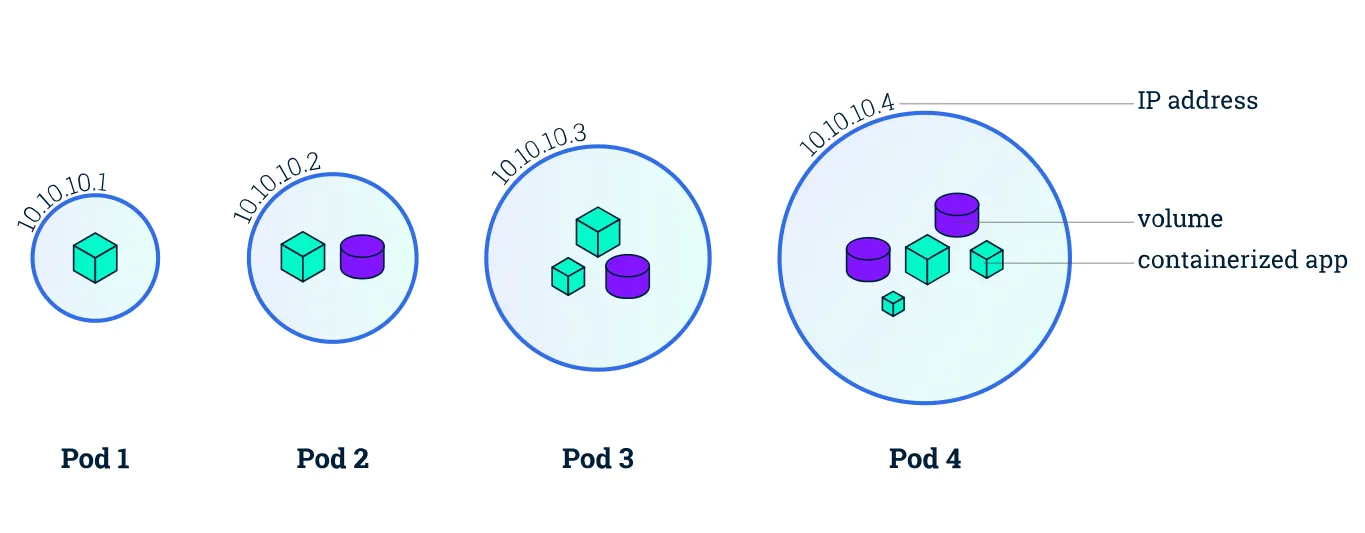 10.10.10.1
10.10.10.2
10.10.10.3
10.10.10.4
IP address
volume
containerized app
Pod 1
Pod 2
Pod 3
Pod 4